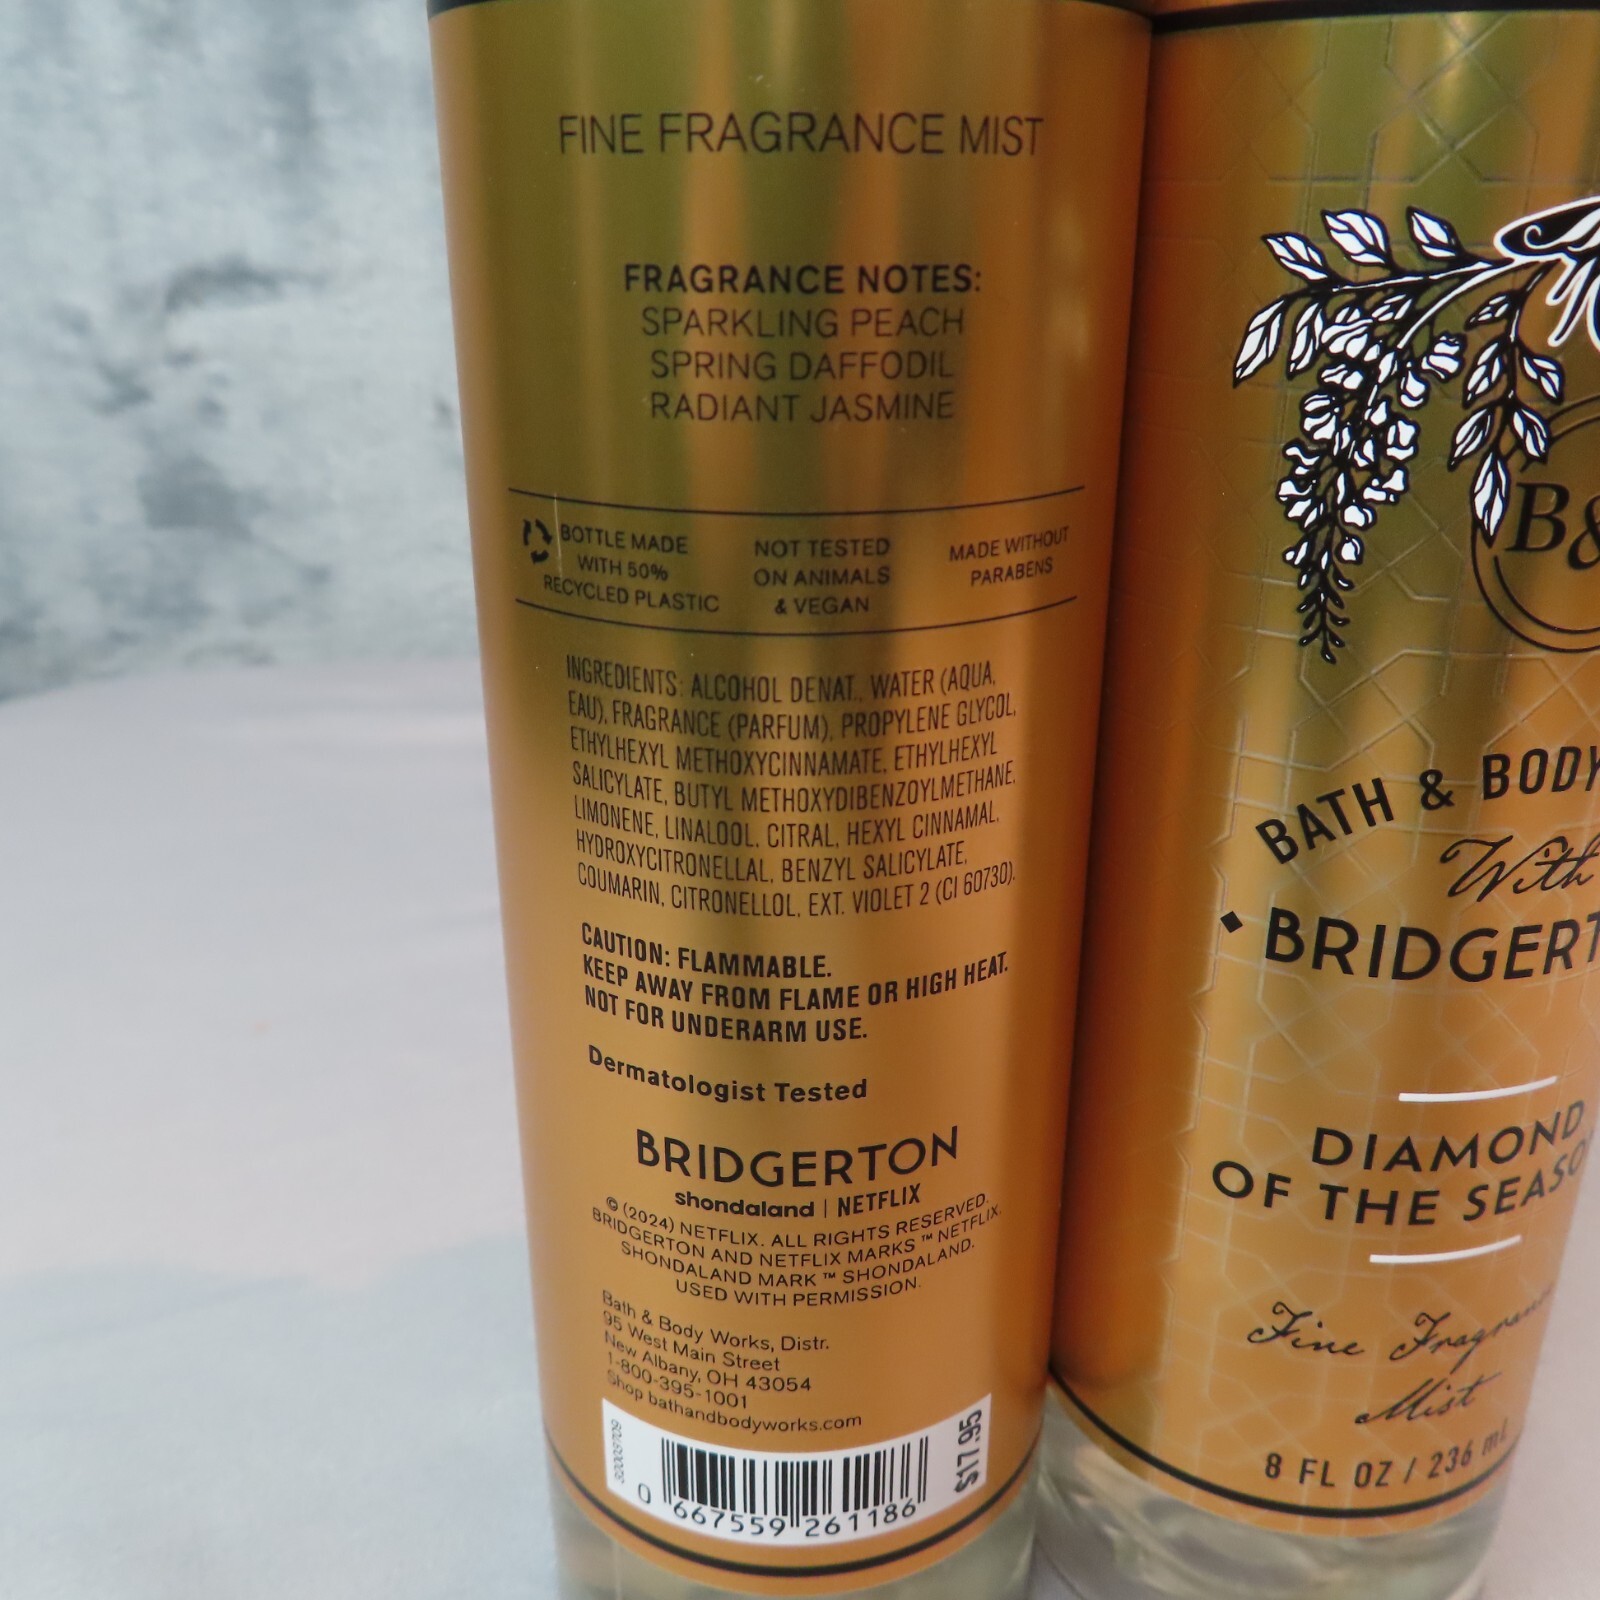 FINE FRAGRANCE MIST
FRAGRANCE NOTES:
SPARKLING PEACH
SPRING DAFFODIL
RADIANT JASMINE
BOTTLE MADE
WITH 50%
RECYCLED PLASTIC
NOT TESTED
ON ANIMALS
& VEGAN
MADE WITHOUT
PARABENS
INGREDIENTS: ALCOHOL DENAT., WATER (AQUA,
EAU), FRAGRANCE (PARFUM), PROPYLENE GLYCOL,
ETHYLHEXYL METHOXYCINNAMATE, ETHYLHEXYL
SALICYLATE, BUTYL METHOXYDIBENZOYLMETHANE,
LIMONENE, LINALOOL, CITRAL, HEXYL CINNAMAL,
HYDROXYCITRONELLAL, BENZYL SALICYLATE,
COUMARIN, CITRONELLOL, EXT. VIOLET 2 (CI 60730).
CAUTION: FLAMMABLE.
KEEP AWAY FROM FLAME OR HIGH HEAT.
NOT FOR UNDERARM USE.
Dermatologist Tested
BRIDGERTON
shondaland | NETFLIX
© (2024) NETFLIX. ALL RIGHTS RESERVED.
BRIDGERTON AND NETFLIX MARKS ™ NETFLIX.
SHONDALAND MARK ™ SHONDALAND.
USED WITH PERMISSION.
Bath & Body Works, Distr.
95 West Main Street
New Albany, OH 43054
1-800-395-1001
Shop bathandbodyworks.com
$17.95
0 667559 261186
B&
BATH & BODY
With
BRIDGERT
DIAMOND
OF THE SEASO
Fine Fragrance
Mist
8 FL OZ / 236 mL